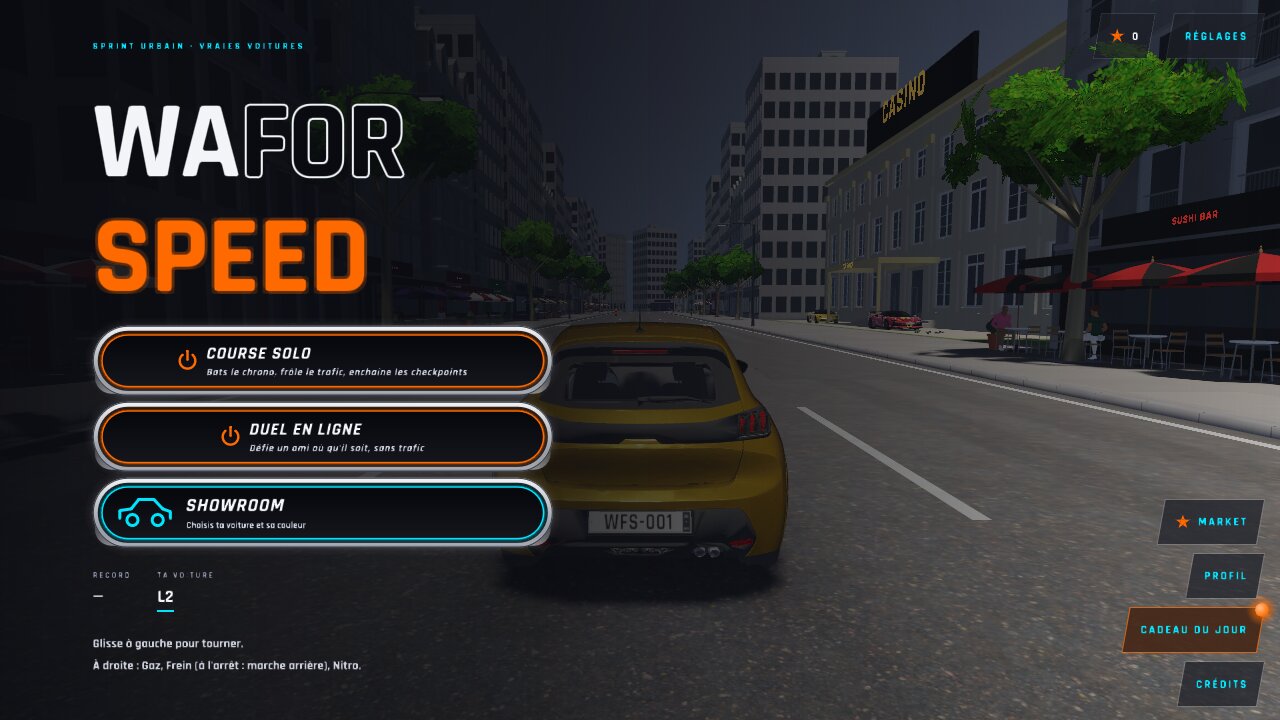 SPRINT URBAIN · VRAIES VOITURES
0
RÉGLAGES
WAFOR
SPEED
CASINO
SUSHI BAR
COURSE SOLO
Bats le chrono, frôle le trafic, enchaîne les checkpoints
DUEL EN LIGNE
Défie un ami où qu'il soit, sans trafic
SHOWROOM
Choisis ta voiture et sa couleur
WFS-001
MARKET
PROFIL
CADEAU DU JOUR
CRÉDITS
RECORD
TA VOITURE
—
L2
Glisse à gauche pour tourner.
À droite : Gaz, Frein (à l'arrêt : marche arrière), Nitro.